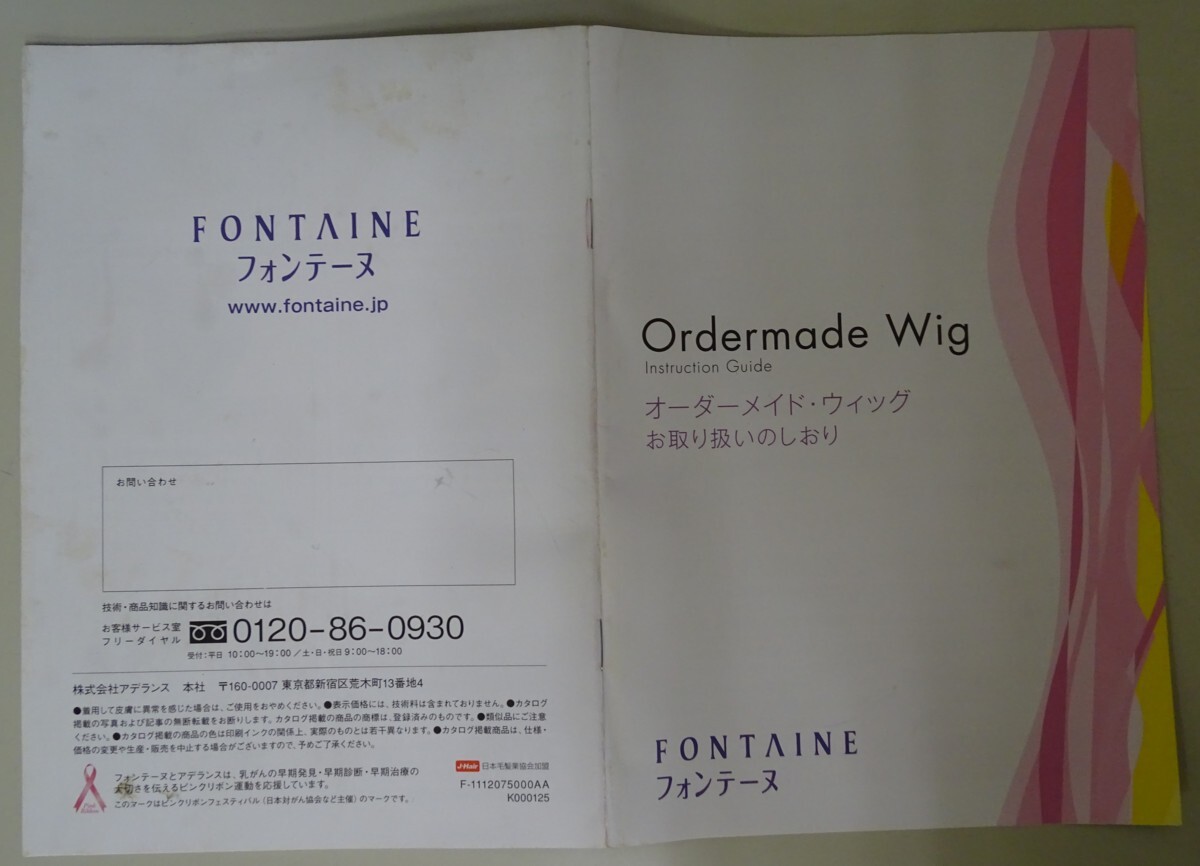 FONTAINE
フォンテーヌ
www.fontaine.jp
お問い合わせ
技術・商品知識に関するお問い合わせは
お客様サービス室
フリーダイヤル
0120-86-0930
受付:平日 10:00〜19:00 / 土・日・祝日 9:00〜18:00
株式会社アデランス 本社 〒160-0007 東京都新宿区荒木町13番地4
●着用して皮膚に異常を感じた場合は、ご使用をおやめください。●表示価格には、技術料は含まれておりません。●カタログ
掲載の写真および記事の無断転載をお断りします。カタログ掲載の商品の商標は、登録済みのものです。●類似品にご注意
ください。●カタログ掲載の商品の色は印刷インクの関係上、実際のものとは若干異なります。●カタログ掲載商品は、仕様・
価格の変更や生産・販売を中止する場合がございますので、予めご了承ください。
Pink Ribbon
フォンテーヌとアデランスは、乳がんの早期発見・早期診断・早期治療の
大切さを伝えるピンクリボン運動を応援しています。
このマークはピンクリボンフェスティバル(日本対がん協会など主催)のマークです。
J-Hair 日本毛髪業協会加盟
F-1112075000AA
K000125
Ordermade Wig
Instruction Guide
オーダーメイド・ウィッグ
お取り扱いのしおり
FONTAINE
フォンテーヌ